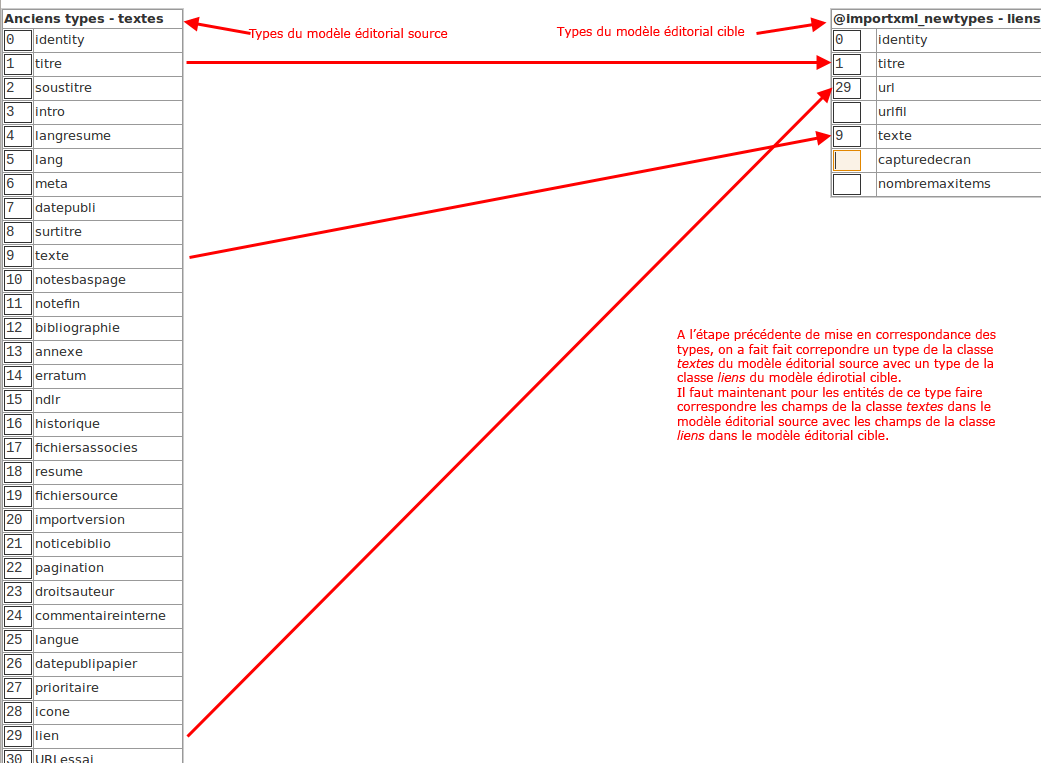 Anciens types - textes
0 identity
1 titre
2 soustitre
3 intro
4 langresume
5 lang
6 meta
7 datepubli
8 surtitre
9 texte
10 notesbaspage
11 notefin
12 bibliographie
13 annexe
14 erratum
15 ndlr
16 historique
17 fichiersassocies
18 resume
19 fichiersource
20 importversion
21 noticebiblio
22 pagination
23 droitsauteur
24 commentaireinterne
25 langue
26 datepublipapier
27 prioritaire
28 icone
29 lien
30 URLessai
Types du modèle éditorial source
Types du modèle éditorial cible
@importxml_newtypes - liens
0 identity
1 titre
29 url
urlfil
9 texte
capturedecran
nombremaxitems
A l'étape précédente de mise en correspondance des
types, on a fait fait correpondre un type de la classe
textes du modèle éditorial source avec un type de la
classe liens du modèle édirotial cible.
Il faut maintenant pour les entités de ce type faire
correspondre les champs de la classe textes dans le
modèle éditorial source avec les champs de la classe
liens dans le modèle éditorial cible.